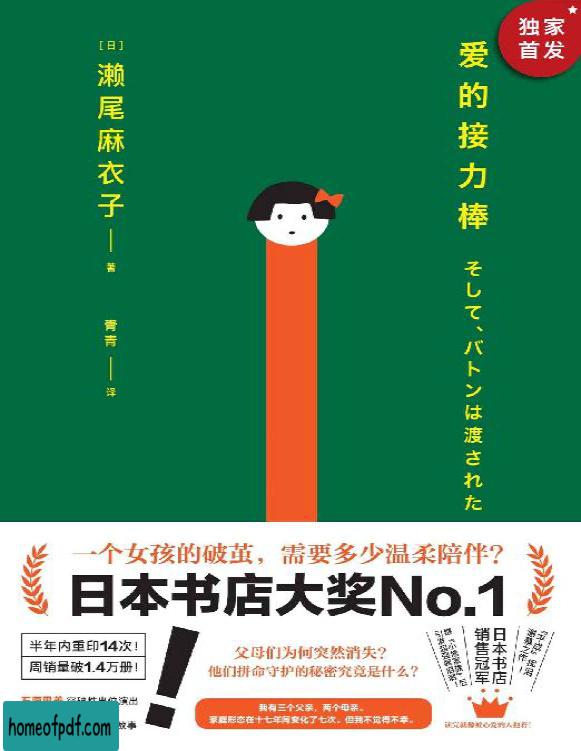 独家
首发
爱的接力棒
そして、バトンは渡された
[日]
濑尾麻衣子
著
青青
译
一个女孩的破茧，需要多少温柔陪伴？
日本书店大奖No.1
半年内重印14次！
周销量破1.4万册！
父母们为何突然消失？
他们拼命守护的秘密究竟是什么？
我有三个父亲，两个母亲。
家庭形态在十七年间变化了七次，但我不觉得不幸。
日本书店
销售冠军
homeofpdf.com
故事